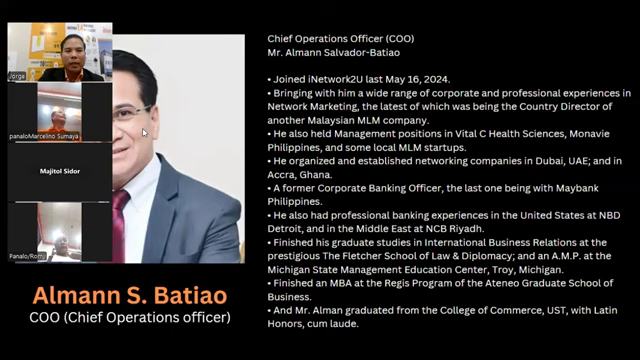 Chief Operations Officer (COO)
Mr. Almann Salvador-Batiao
• Joined iNetwork2U last May 16, 2024.
• Bringing with him a wide range of corporate and professional experiences in
Network Marketing, the latest of which was being the Country Director of
another Malaysian MLM company.
• He also held Management positions in Vital C Health Sciences, Monavie
Philippines, and some local MLM startups.
• He organized and established networking companies in Dubai, UAE; and in
Accra, Ghana.
• A former Corporate Banking Officer, the last one being with Maybank
Philippines.
• He also had professional banking experiences in the United States at NBD
Detroit, and in the Middle East at NCB Riyadh.
• Finished his graduate studies in International Business Relations at the
prestigious The Fletcher School of Law & Diplomacy; and an A.M.P. at the
Michigan State Management Education Center, Troy, Michigan.
• Finished an MBA at the Regis Program of the Ateneo Graduate School of
Business.
• And Mr. Alman graduated from the College of Commerce, UST, with Latin
Honors, cum laude.
panaloMarcelino Sumaya
Majitol Sidor
Panalo/Romy
Almann S. Batiao
COO (Chief Operations officer)